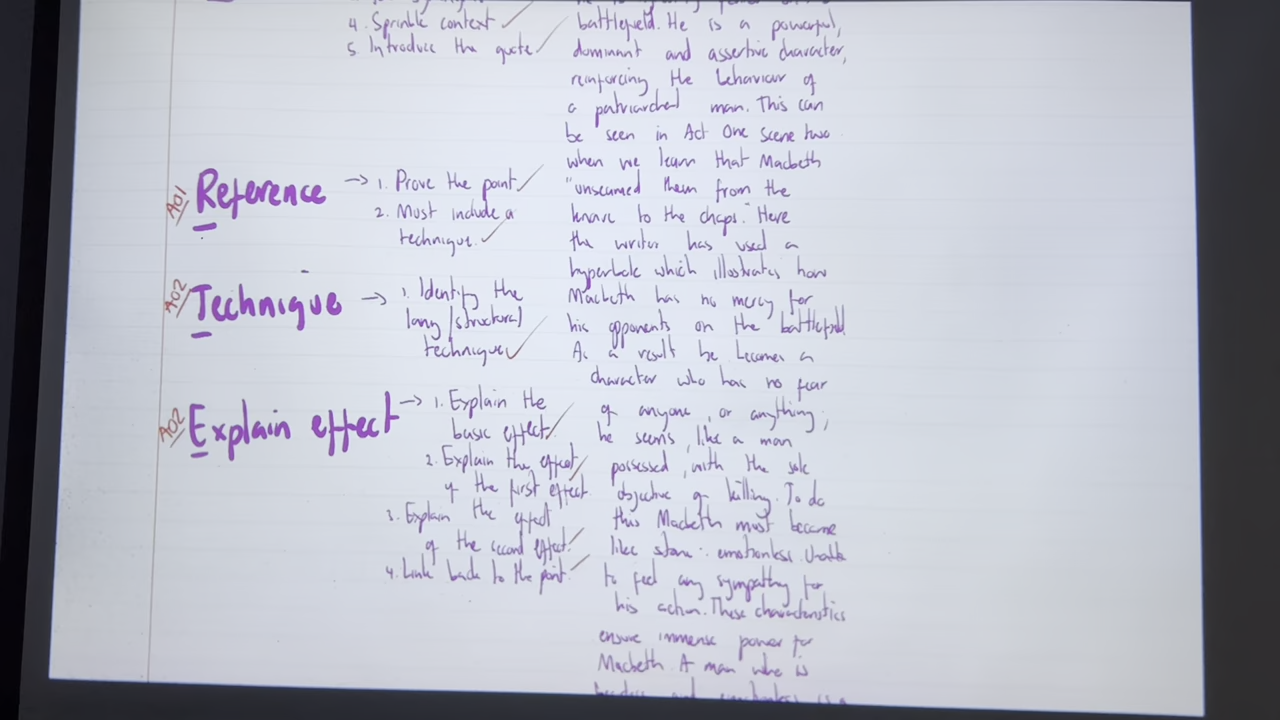 4. Sprinkle context
5. Introduce the quote
battlefield. He is a powerful,
dominant and assertive character,
reinforcing the behaviour of
a patriarchal man. This can
be seen in Act One scene two
when we learn that Macbeth
"unseamed them from the
knave to the chaps." Here
the writer has used a
hyperbole which illustrates how
Macbeth has no mercy for
his opponents on the battlefield
As a result he becomes a
character who has no fear
of anyone, or anything;
he seems, like a man
possessed, with the sole
objective of killing. To do
this Macbeth must become
like stone: emotionless. Unable
to feel any sympathy for
his action. These characteristics
ensure immense power for
Macbeth. A man who is
A01
Reference
1. Prove the point
2. Must include a
technique.
A02
Technique
1. Identify the
lang/structural
technique
A02
Explain effect
1. Explain the
basic effect
2. Explain the effect
of the first effect
3. Explain the effect
of the second effect.
4. Link back to the point.